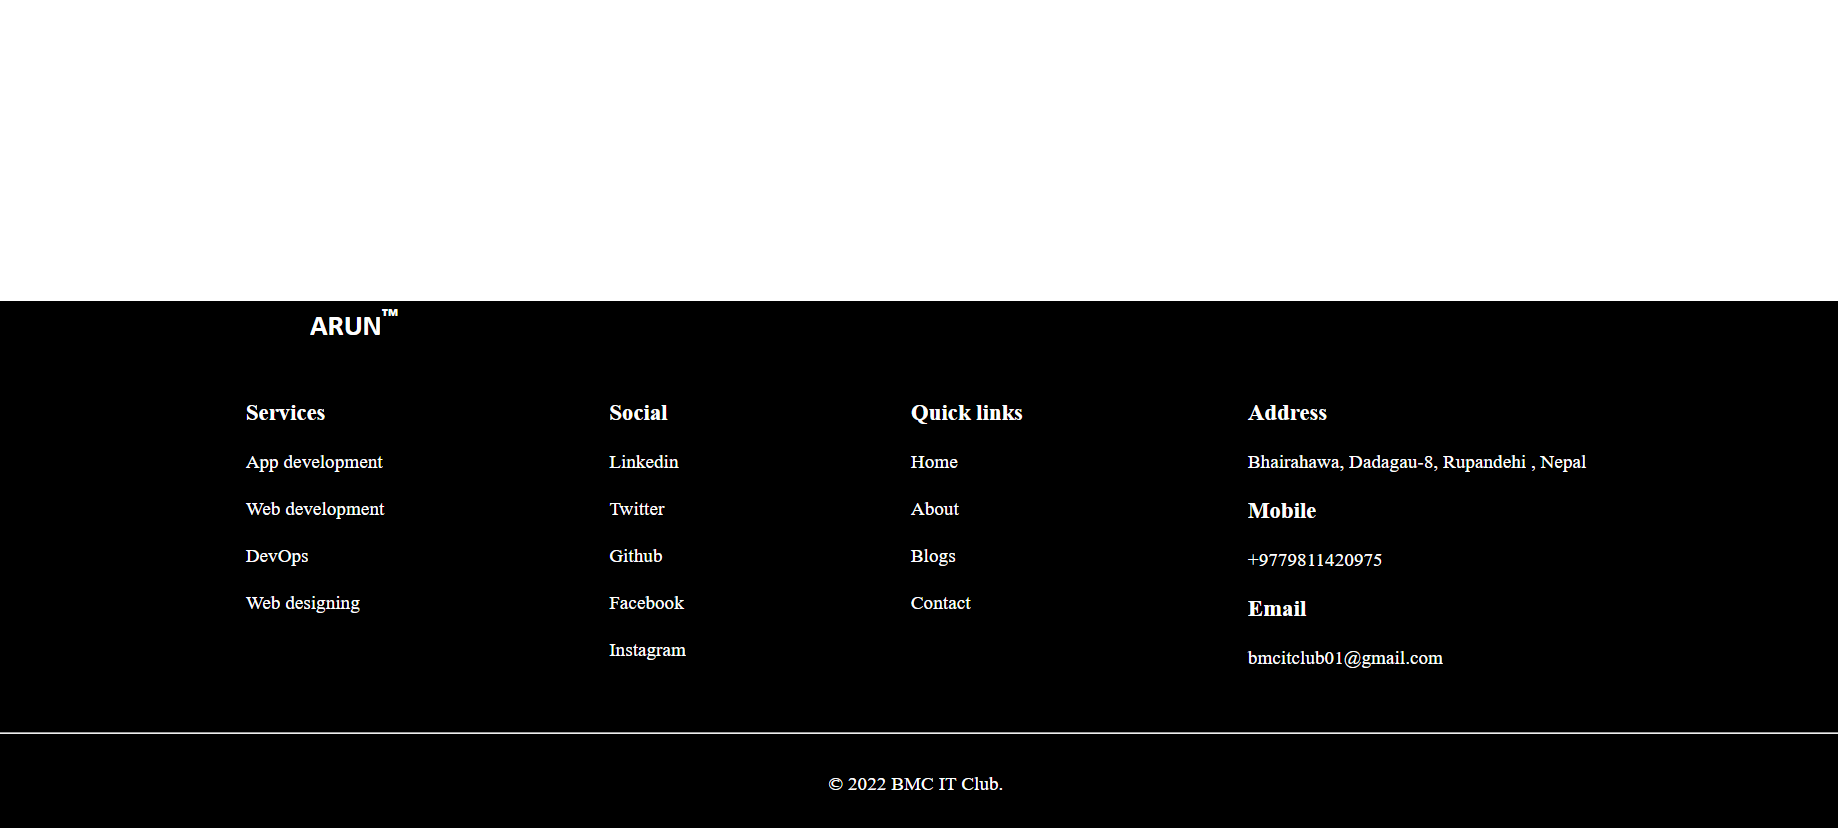 ARUN™
Services
App development
Web development
DevOps
Web designing
Social
Linkedin
Twitter
Github
Facebook
Instagram
Quick links
Home
About
Blogs
Contact
Address
Bhairahawa, Dadagau-8, Rupandehi , Nepal
Mobile
+9779811420975
Email
bmcitclub01@gmail.com
© 2022 BMC IT Club.